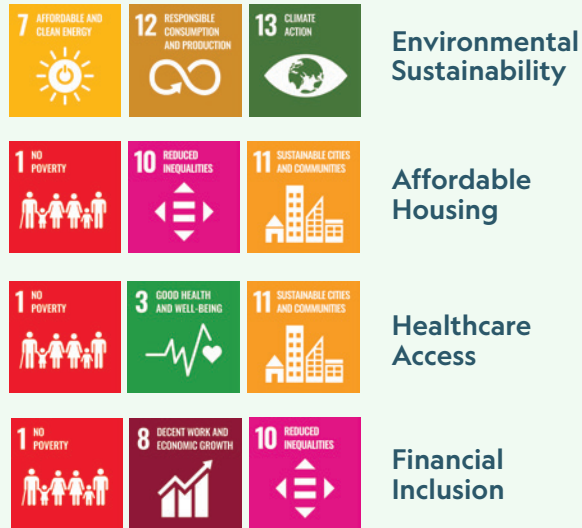 7 AFFORDABLE AND
CLEAN ENERGY
12 RESPONSIBLE
CONSUMPTION
AND PRODUCTION
13 CLIMATE
ACTION
Environmental
Sustainability
1 NO
POVERTY
10 REDUCED
INEQUALITIES
11 SUSTAINABLE CITIES
AND COMMUNITIES
Affordable
Housing
1 NO
POVERTY
3 GOOD HEALTH
AND WELL-BEING
11 SUSTAINABLE CITIES
AND COMMUNITIES
Healthcare
Access
1 NO
POVERTY
8 DECENT WORK AND
ECONOMIC GROWTH
10 REDUCED
INEQUALITIES
Financial
Inclusion